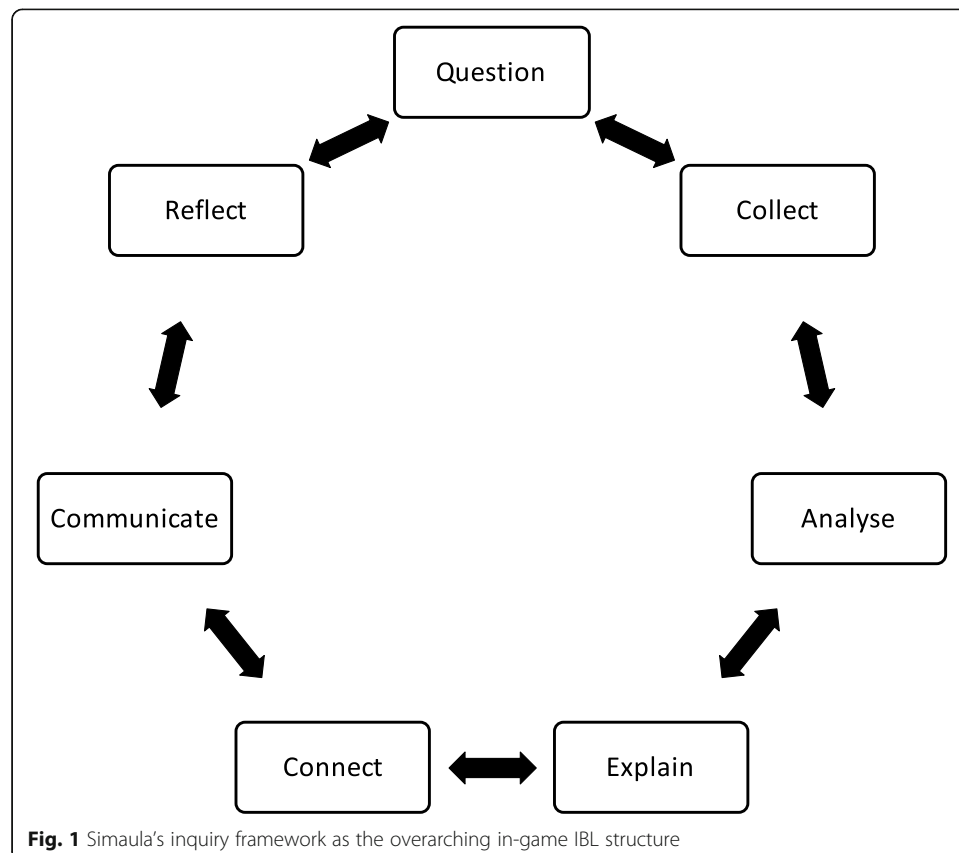 Question
Reflect
Collect
Communicate
Analyse
Connect
Explain
Fig. 1 Simaula's inquiry framework as the overarching in-game IBL structure